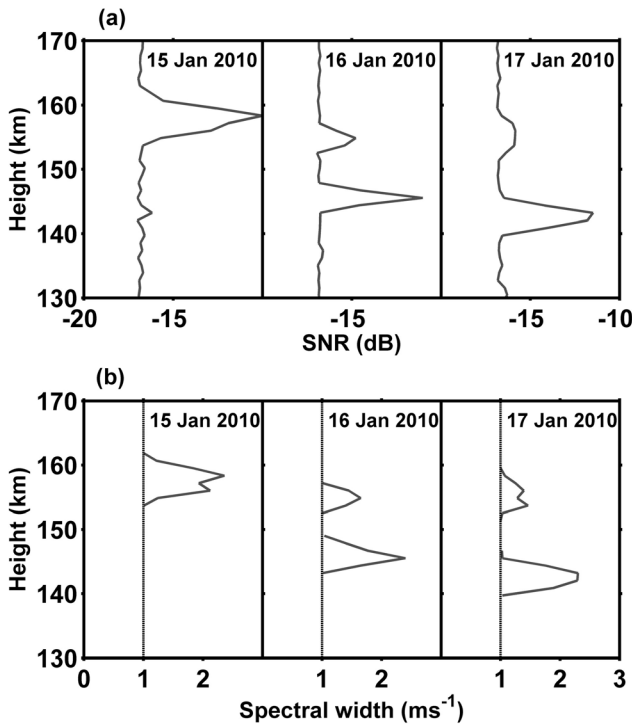 (a)
170
160
150
140
130
Height (km)
15 Jan 2010
16 Jan 2010
17 Jan 2010
-20
-15
-15
-15
-10
SNR (dB)
(b)
170
160
150
140
130
Height (km)
15 Jan 2010
16 Jan 2010
17 Jan 2010
0
1
2
1
2
1
2
3
Spectral width (ms⁻¹)